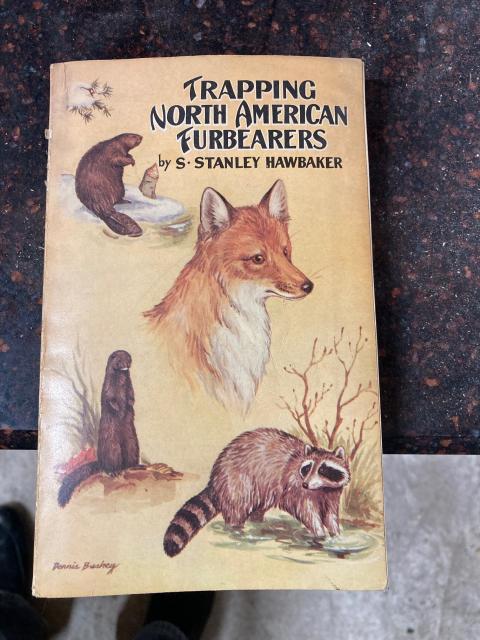 TRAPPING
NORTH AMERICAN
FURBEARERS
by S. STANLEY HAWBAKER